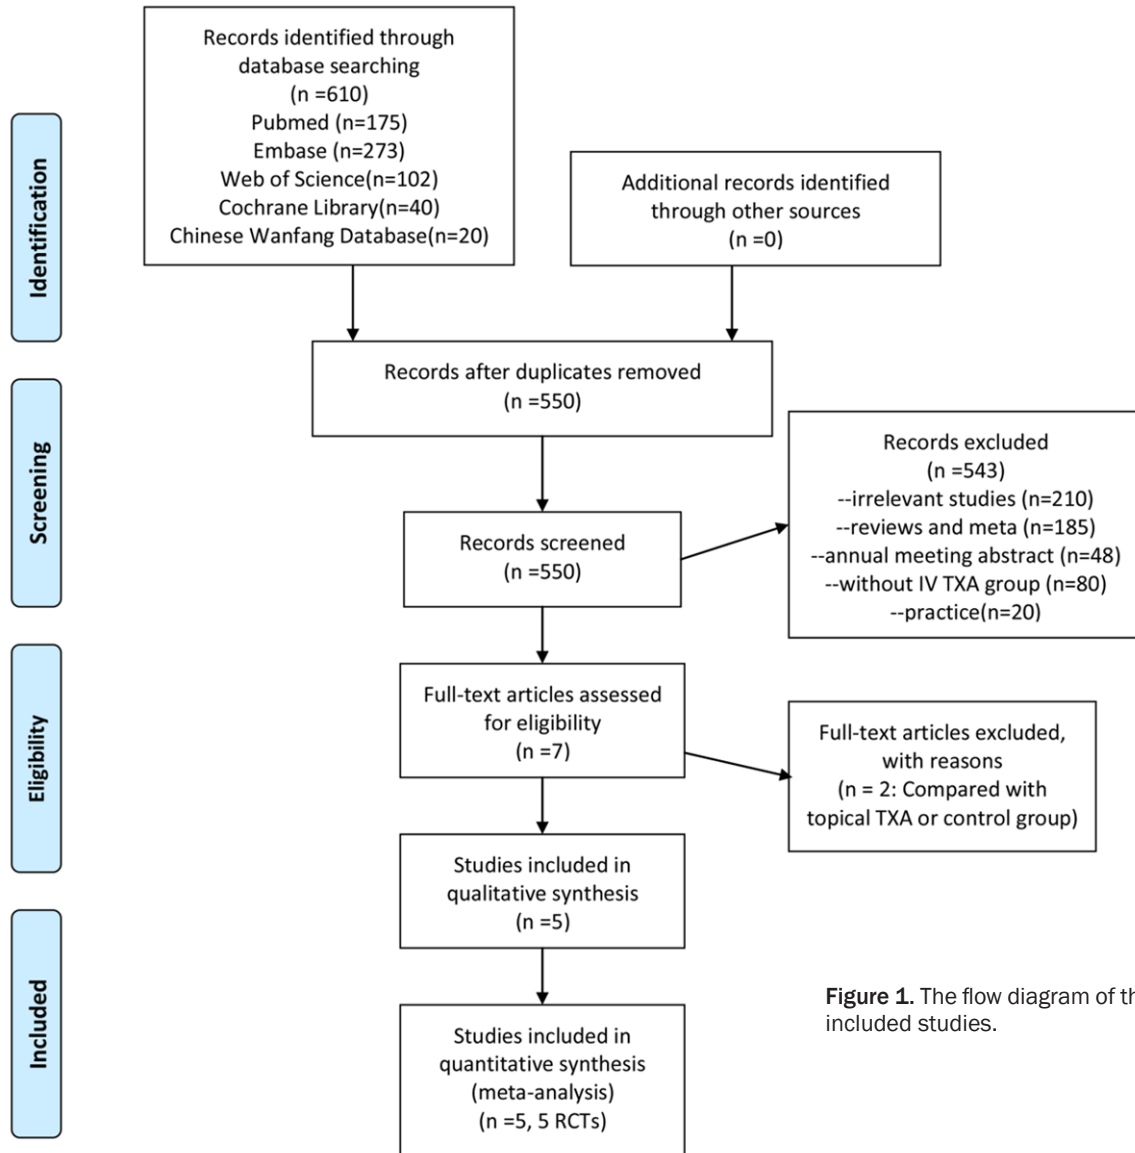 Identification
Screening
Eligibility
Included
Records identified through
database searching
(n =610)
Pubmed (n=175)
Embase (n=273)
Web of Science(n=102)
Cochrane Library(n=40)
Chinese Wanfang Database(n=20)
Additional records identified
through other sources
(n =0)
Records after duplicates removed
(n =550)
Records screened
(n =550)
Records excluded
(n =543)
--irrelevant studies (n=210)
--reviews and meta (n=185)
--annual meeting abstract (n=48)
--without IV TXA group (n=80)
--practice(n=20)
Full-text articles assessed
for eligibility
(n =7)
Full-text articles excluded,
with reasons
(n = 2: Compared with
topical TXA or control group)
Studies included in
qualitative synthesis
(n =5)
Studies included in
quantitative synthesis
(meta-analysis)
(n =5, 5 RCTs)
Figure 1. The flow diagram of
included studies.